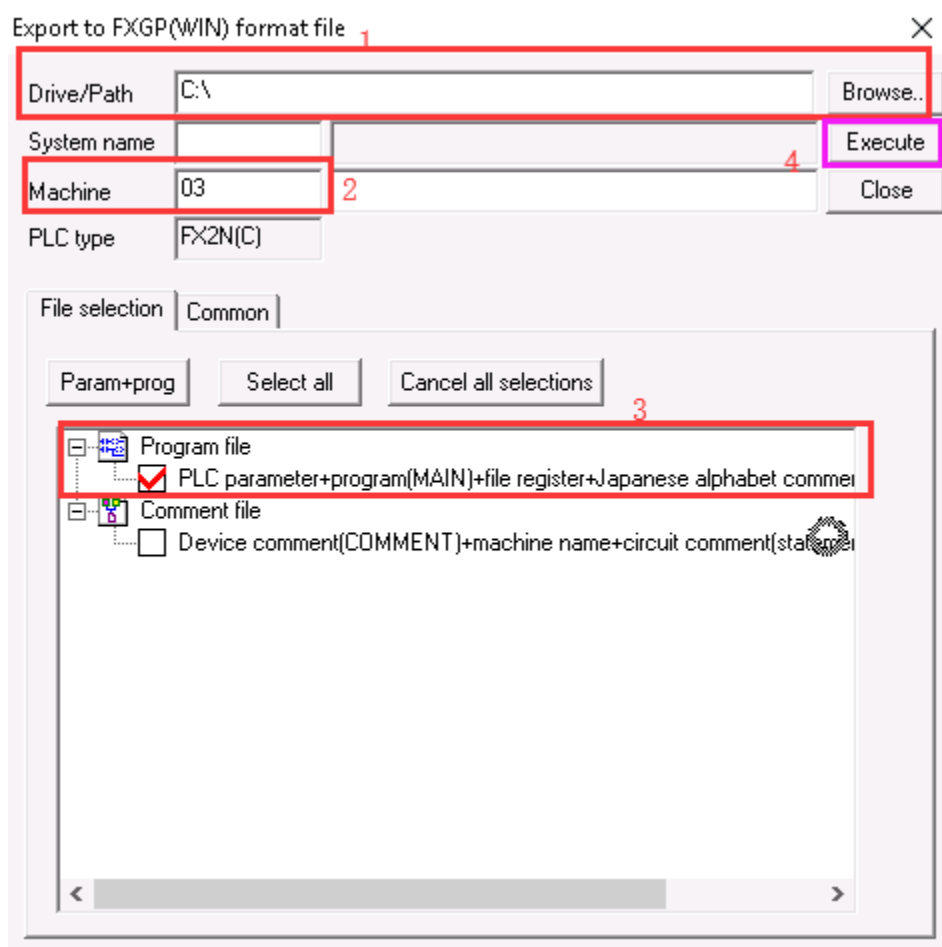 Export to FXGP(WIN) format file
1
Drive/Path C:\ Browse..
System name Execute
4
Machine 03 2 Close
PLC type FX2N(C)
File selection Common
Param+prog Select all Cancel all selections
3
Program file
PLC parameter+program(MAIN)+file register+Japanese alphabet commer
Comment file
Device comment(COMMENT)+machine name+circuit comment(